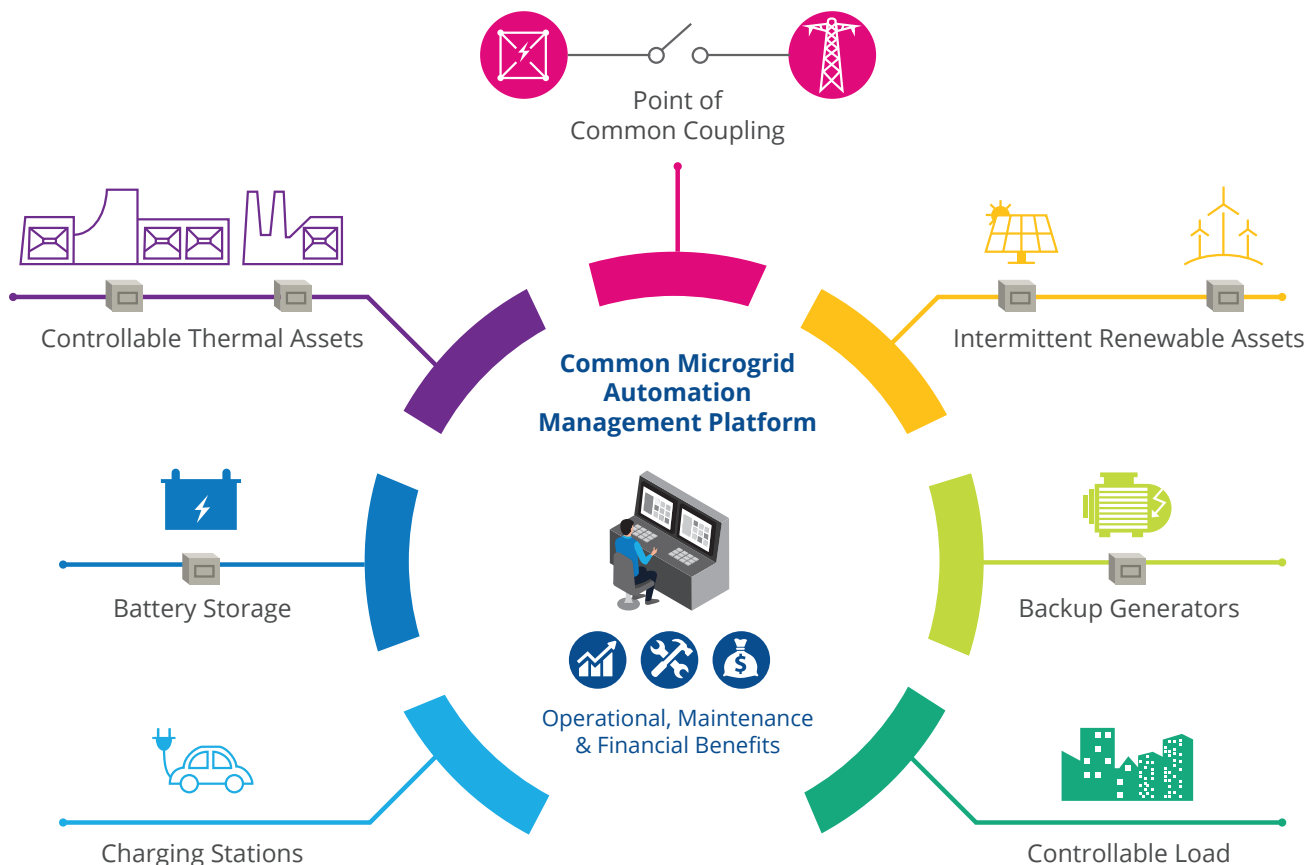 Point of
Common Coupling
Controllable Thermal Assets
Intermittent Renewable Assets
Common Microgrid
Automation
Management Platform
Battery Storage
Backup Generators
$
Operational, Maintenance
& Financial Benefits
Charging Stations
Controllable Load